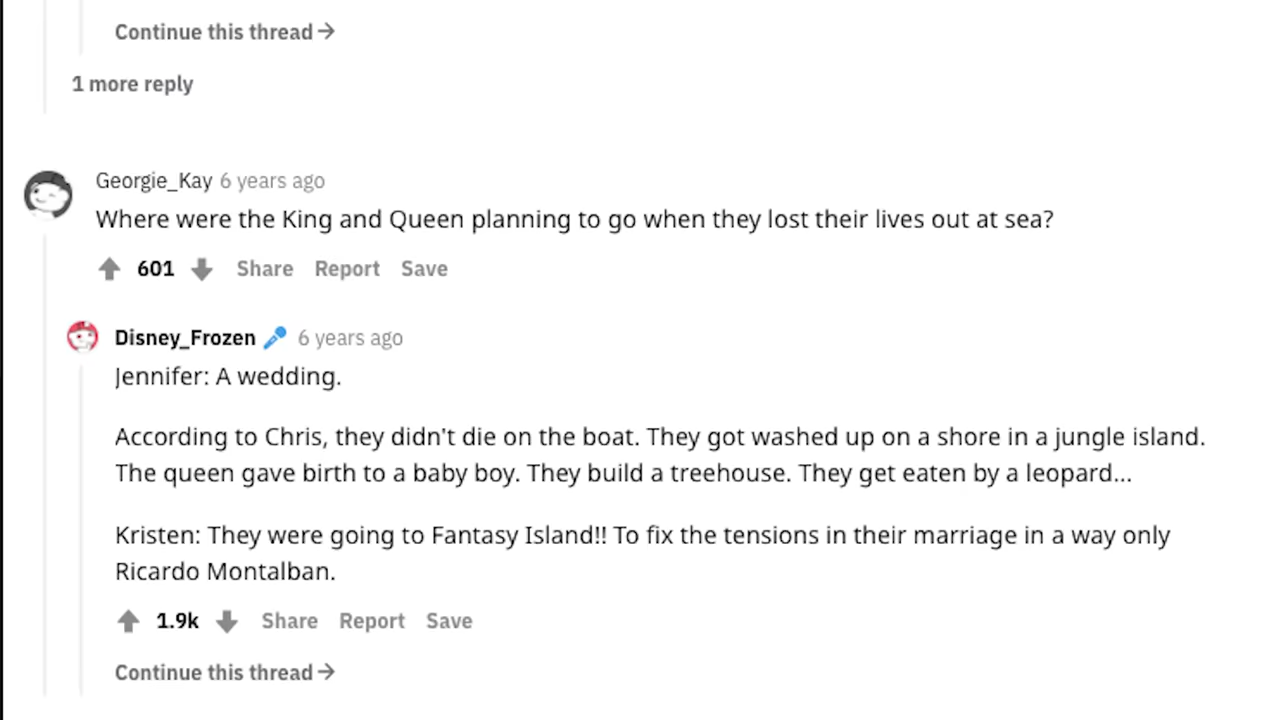 Continue this thread →
1 more reply
Georgie_Kay 6 years ago
Where were the King and Queen planning to go when they lost their lives out at sea?
601 Share Report Save
Disney_Frozen 🎤 6 years ago
Jennifer: A wedding.
According to Chris, they didn't die on the boat. They got washed up on a shore in a jungle island.
The queen gave birth to a baby boy. They build a treehouse. They get eaten by a leopard...
Kristen: They were going to Fantasy Island!! To fix the tensions in their marriage in a way only
Ricardo Montalban.
1.9k Share Report Save
Continue this thread →